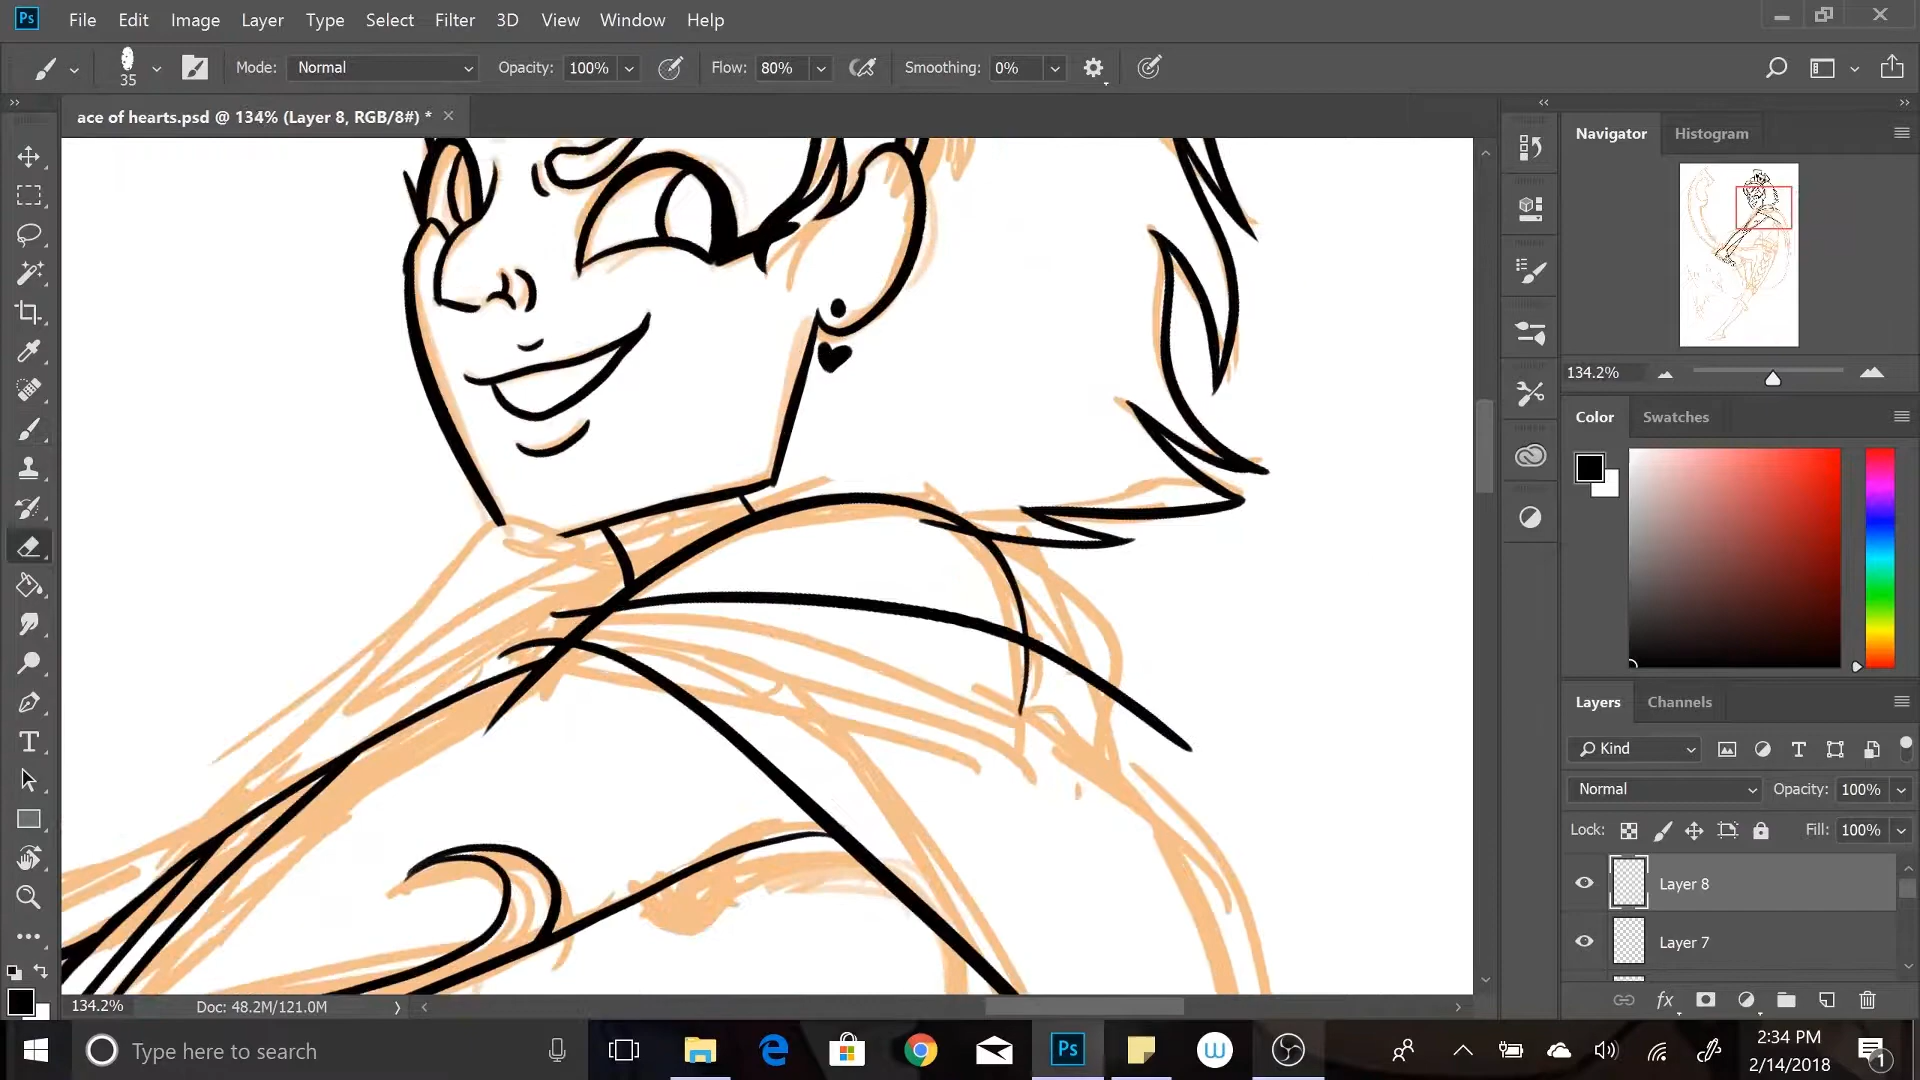 Ps File Edit Image Layer Type Select Filter 3D View Window Help
35 Mode: Normal Opacity: 100% Flow: 80% Smoothing: 0%
ace of hearts.psd @ 134% (Layer 8, RGB/8#) *
Navigator Histogram
134.2%
Color Swatches
Layers Channels
Kind
Normal Opacity: 100%
Lock: Fill: 100%
Layer 8
Layer 7
fx
134.2% Doc: 48.2M/121.0M
Type here to search
Ps
2:34 PM
2/14/2018
1